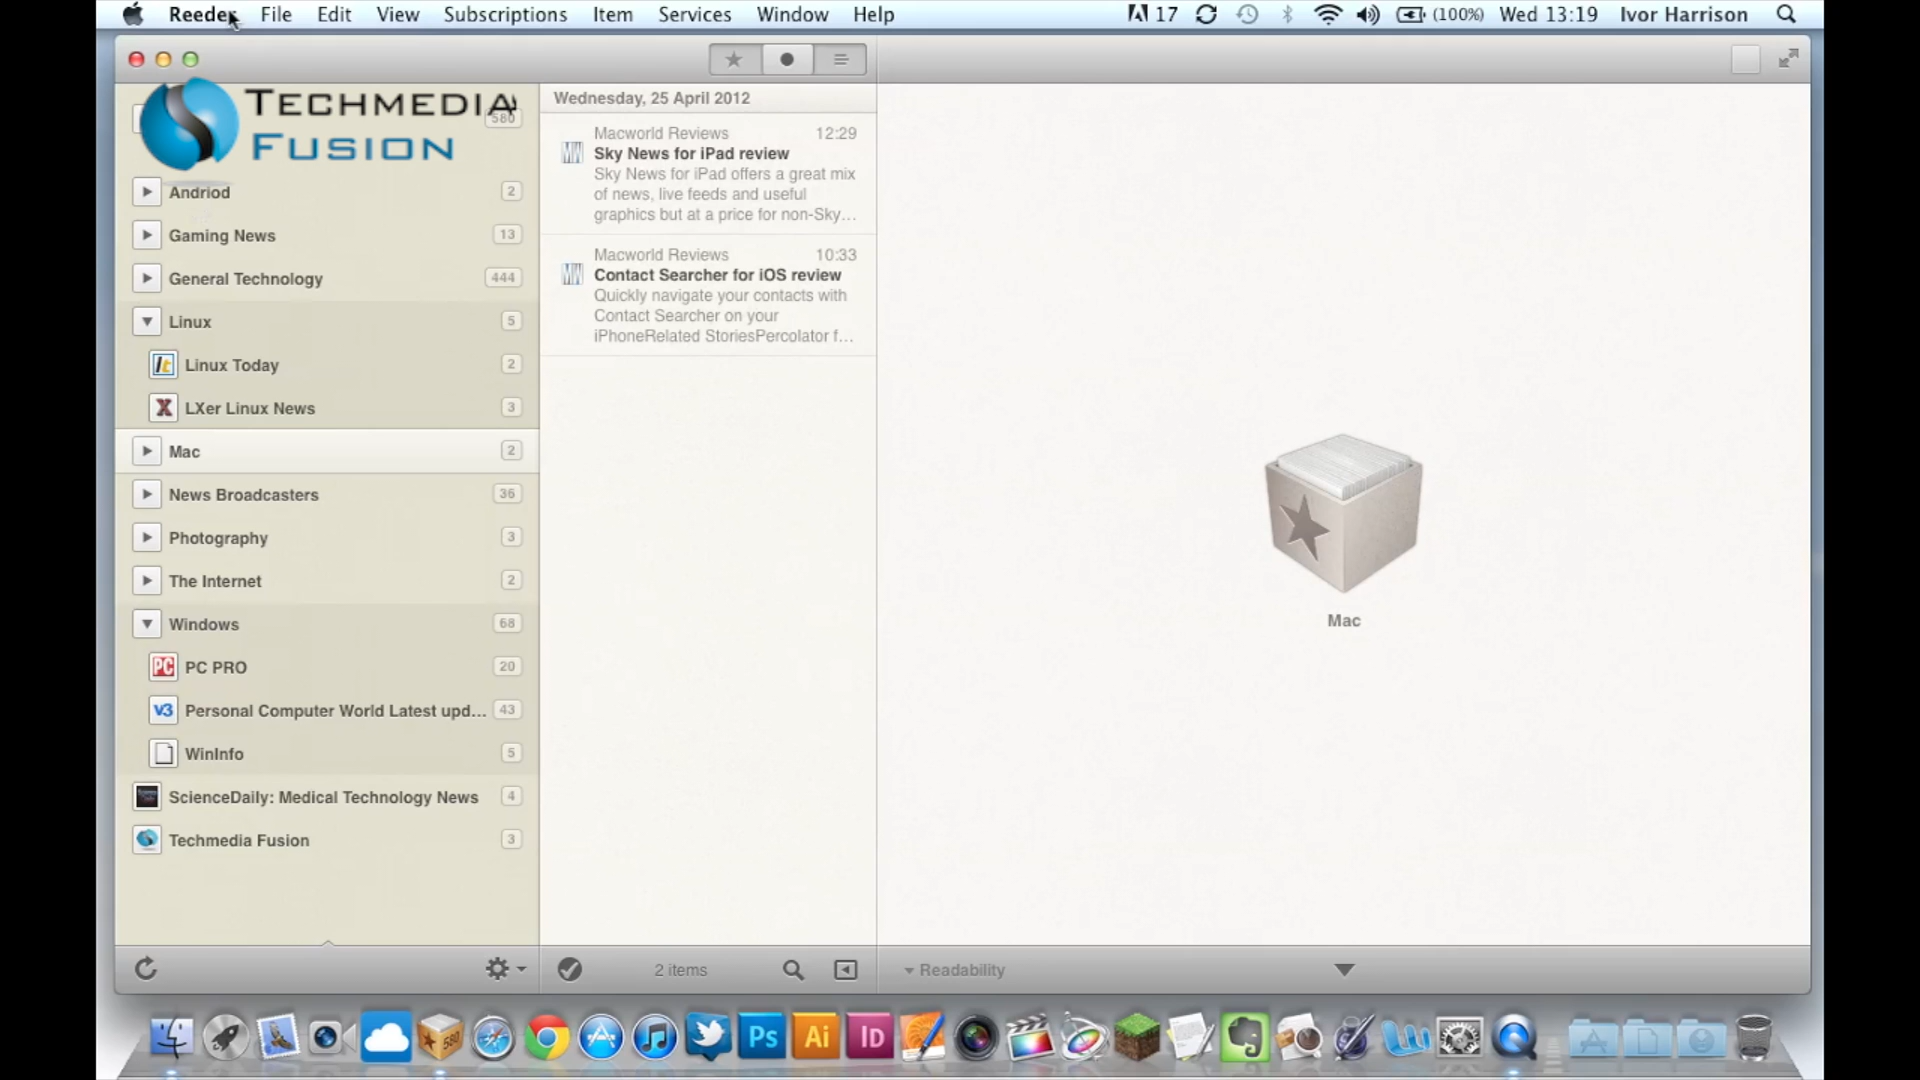 Reeder File Edit View Subscriptions Item Services Window Help 17 (100%) Wed 13:19 Ivor Harrison
TECHMEDIA
FUSION
580
Andriod 2
Gaming News 13
General Technology 444
Linux 5
Linux Today 2
LXer Linux News 3
Mac 2
News Broadcasters 36
Photography 3
The Internet 2
Windows 68
PC PRO 20
Personal Computer World Latest upd... 43
WinInfo 5
ScienceDaily: Medical Technology News 4
Techmedia Fusion 3
Wednesday, 25 April 2012
Macworld Reviews 12:29
Sky News for iPad review
Sky News for iPad offers a great mix
of news, live feeds and useful
graphics but at a price for non-Sky...
Macworld Reviews 10:33
Contact Searcher for iOS review
Quickly navigate your contacts with
Contact Searcher on your
iPhoneRelated StoriesPercolator f...
Mac
2 items
Readability
580
Ps
Ai
Id